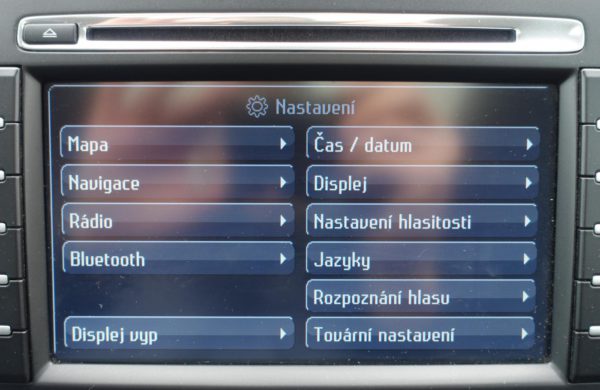 Nastavení
Mapa
Navigace
Rádio
Bluetooth
Displej vyp
Čas / datum
Displej
Nastavení hlasitosti
Jazyky
Rozpoznání hlasu
Tovární nastavení